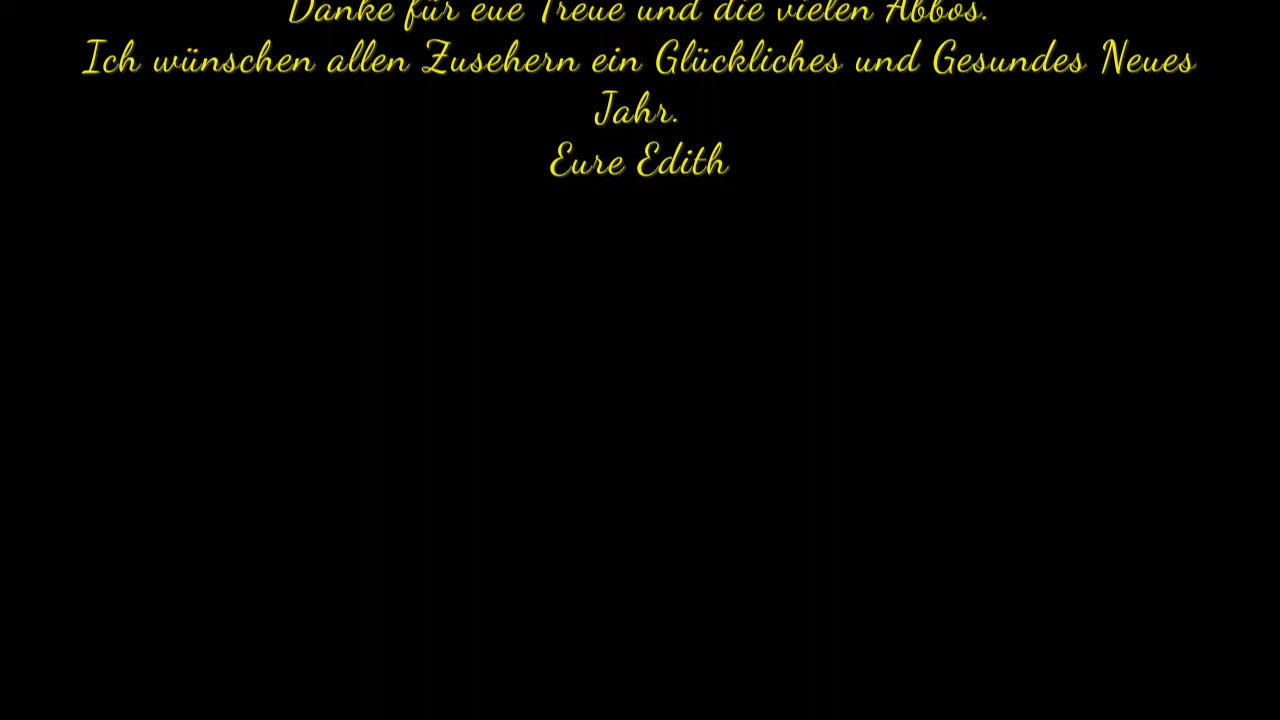 Danke für eue Treue und die vielen Abbos.
Ich wünschen allen Zusehern ein Glückliches und Gesundes Neues
Jahr.
Eure Edith